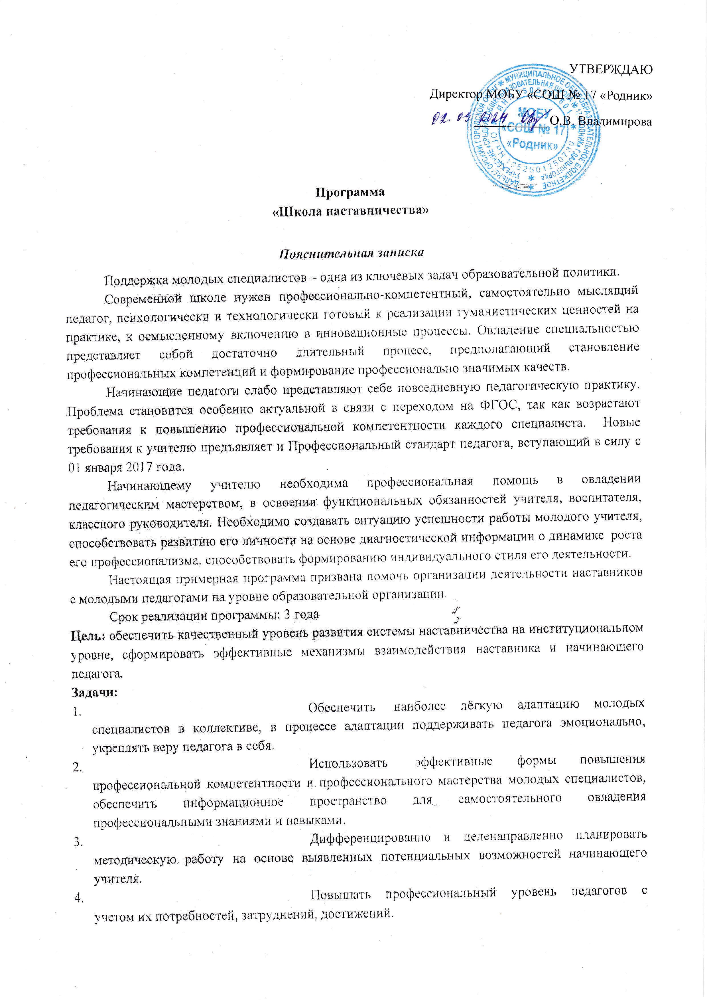 УТВЕРЖДАЮ
Директор МОБУ «СОШ № 17 «Родник»
02.09 2024 О.В. Владимирова
МОБУ
«СОШ № 17
«Родник»
Программа
«Школа наставничества»
Пояснительная записка
Поддержка молодых специалистов – одна из ключевых задач образовательной политики.
Современной школе нужен профессионально-компетентный, самостоятельно мыслящий
педагог, психологически и технологически готовый к реализации гуманистических ценностей на
практике, к осмысленному включению в инновационные процессы. Овладение специальностью
представляет собой достаточно длительный процесс, предполагающий становление
профессиональных компетенций и формирование профессионально значимых качеств.
Начинающие педагоги слабо представляют себе повседневную педагогическую практику.
.Проблема становится особенно актуальной в связи с переходом на ФГОС, так как возрастают
требования к повышению профессиональной компетентности каждого специалиста. Новые
требования к учителю предъявляет и Профессиональный стандарт педагога, вступающий в силу с
01 января 2017 года.
Начинающему учителю необходима профессиональная помощь в овладении
педагогическим мастерством, в освоении функциональных обязанностей учителя, воспитателя,
классного руководителя. Необходимо создавать ситуацию успешности работы молодого учителя,
способствовать развитию его личности на основе диагностической информации о динамике роста
его профессионализма, способствовать формированию индивидуального стиля его деятельности.
Настоящая примерная программа призвана помочь организации деятельности наставников
с молодыми педагогами на уровне образовательной организации.
Срок реализации программы: 3 года
Цель: обеспечить качественный уровень развития системы наставничества на институциональном
уровне, сформировать эффективные механизмы взаимодействия наставника и начинающего
педагога.
Задачи:
1. Обеспечить наиболее лёгкую адаптацию молодых
специалистов в коллективе, в процессе адаптации поддерживать педагога эмоционально,
укреплять веру педагога в себя.
2. Использовать эффективные формы повышения
профессиональной компетентности и профессионального мастерства молодых специалистов,
обеспечить информационное пространство для самостоятельного овладения
профессиональными знаниями и навыками.
3. Дифференцированно и целенаправленно планировать
методическую работу на основе выявленных потенциальных возможностей начинающего
учителя.
4. Повышать профессиональный уровень педагогов с
учетом их потребностей, затруднений, достижений.